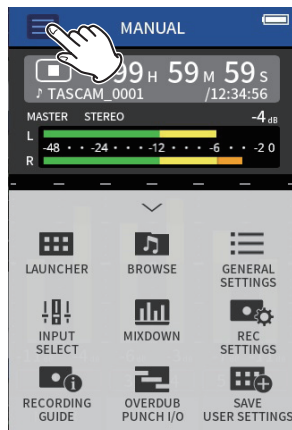 MANUAL
99 H 59 M 59 S
♪ TASCAM_0001 /12:34:56
MASTER STEREO -4 dB
L
-48 · · -24 · · · -12 · · · -6 · · -2 0
R
LAUNCHER BROWSE GENERAL SETTINGS
INPUT SELECT MIXDOWN REC SETTINGS
RECORDING GUIDE OVERDUB PUNCH I/O SAVE USER SETTINGS